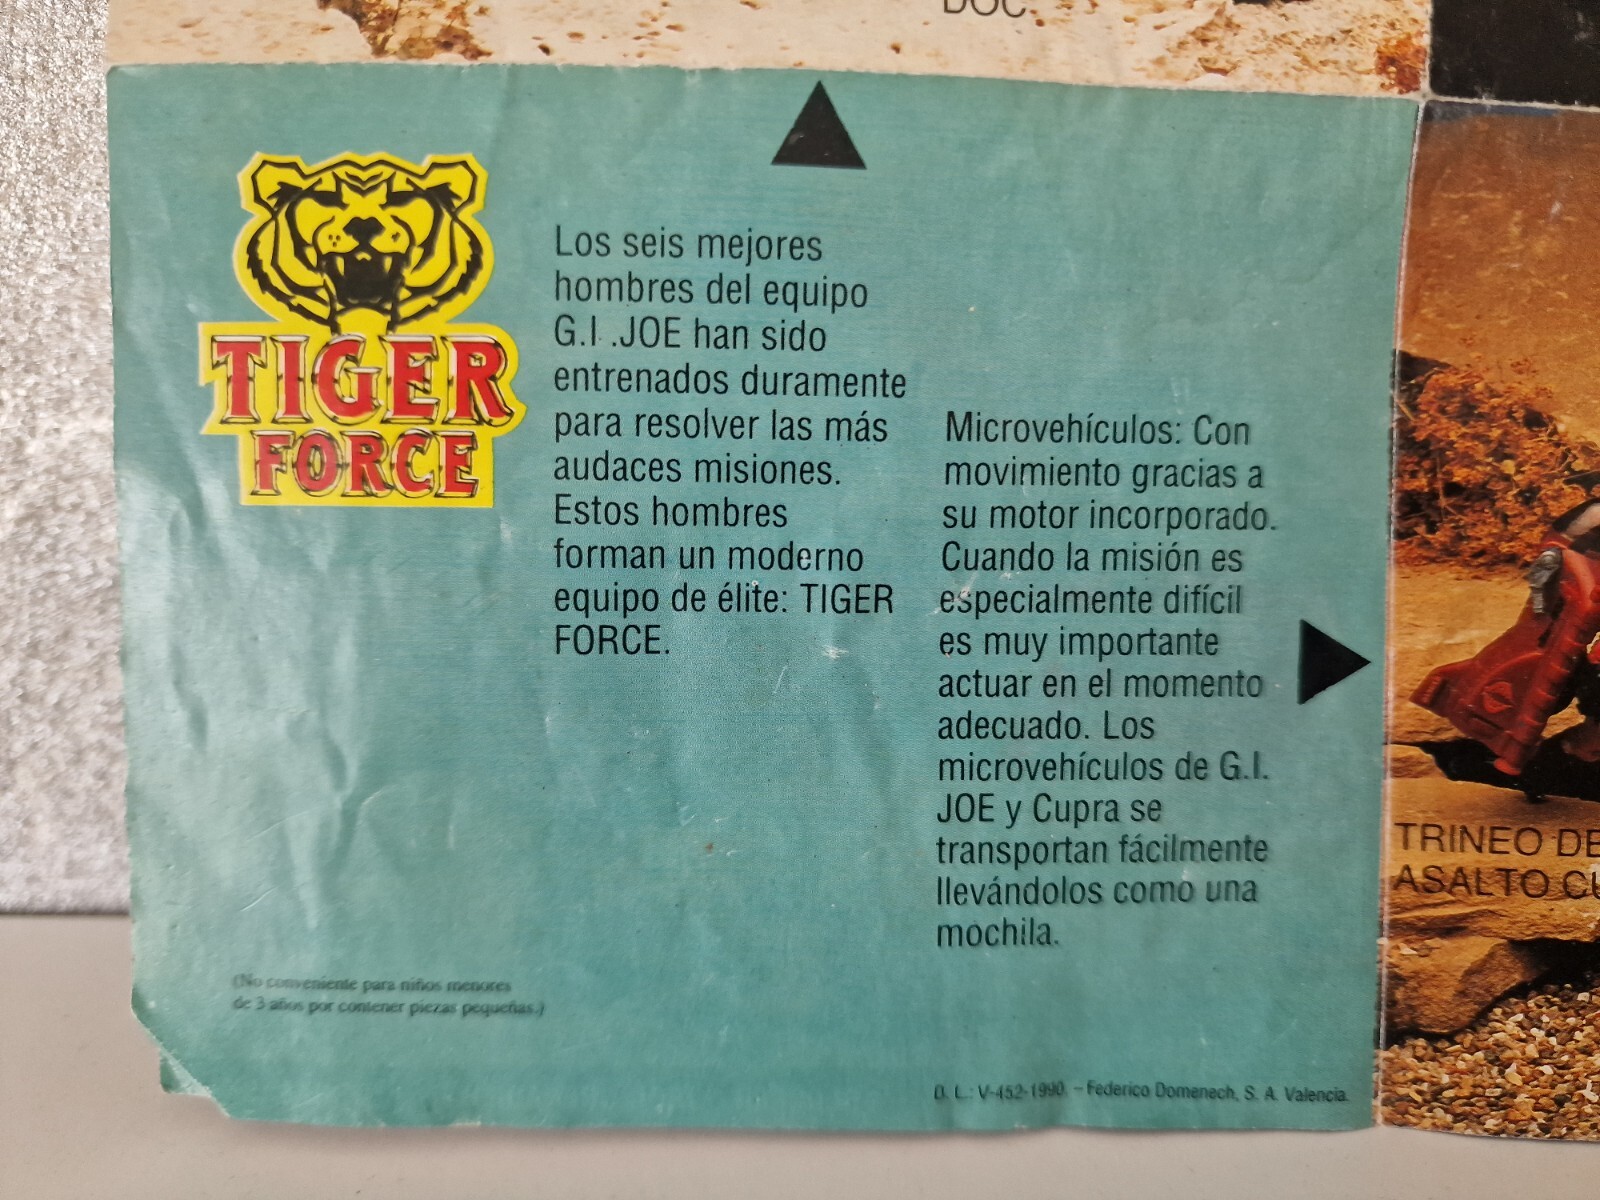 DOC.
TIGER
FORCE
Los seis mejores
hombres del equipo
G.I. .JOE han sido
entrenados duramente
para resolver las más
audaces misiones.
Estos hombres
forman un moderno
equipo de élite: TIGER
FORCE.
Microvehículos: Con
movimiento gracias a
su motor incorporado.
Cuando la misión es
especialmente difícil
es muy importante
actuar en el momento
adecuado. Los
microvehículos de G.I.
JOE y Cupra se
transportan fácilmente
llevándolos como una
mochila.
TRINEO DE
ASALTO CU
(No conveniente para niños menores
de 3 años por contener piezas pequeñas.)
D. L.: V-452-1990. – Federico Domenech, S. A. Valencia.